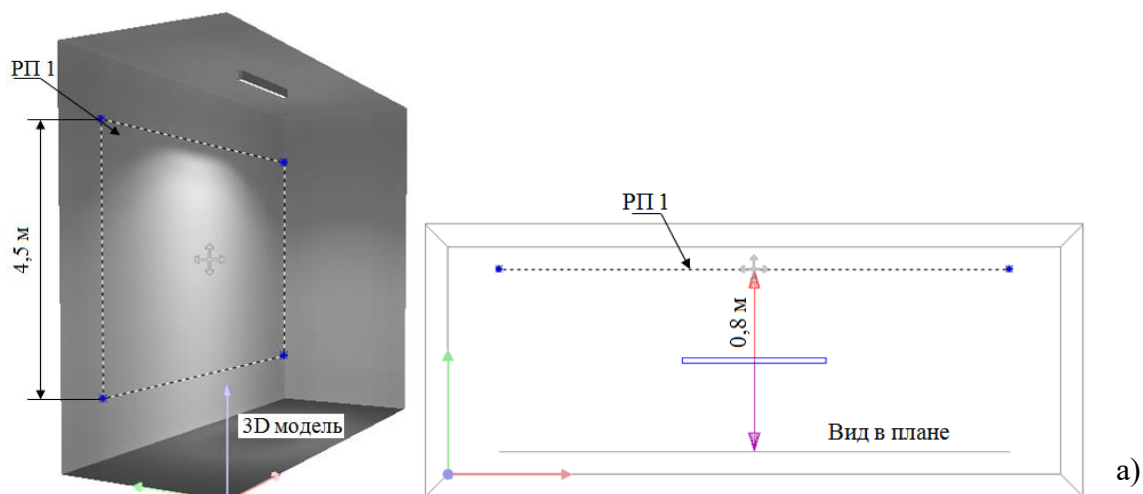 РП 1
4,5 м
3D модель
РП 1
0,8 м
Вид в плане
а)